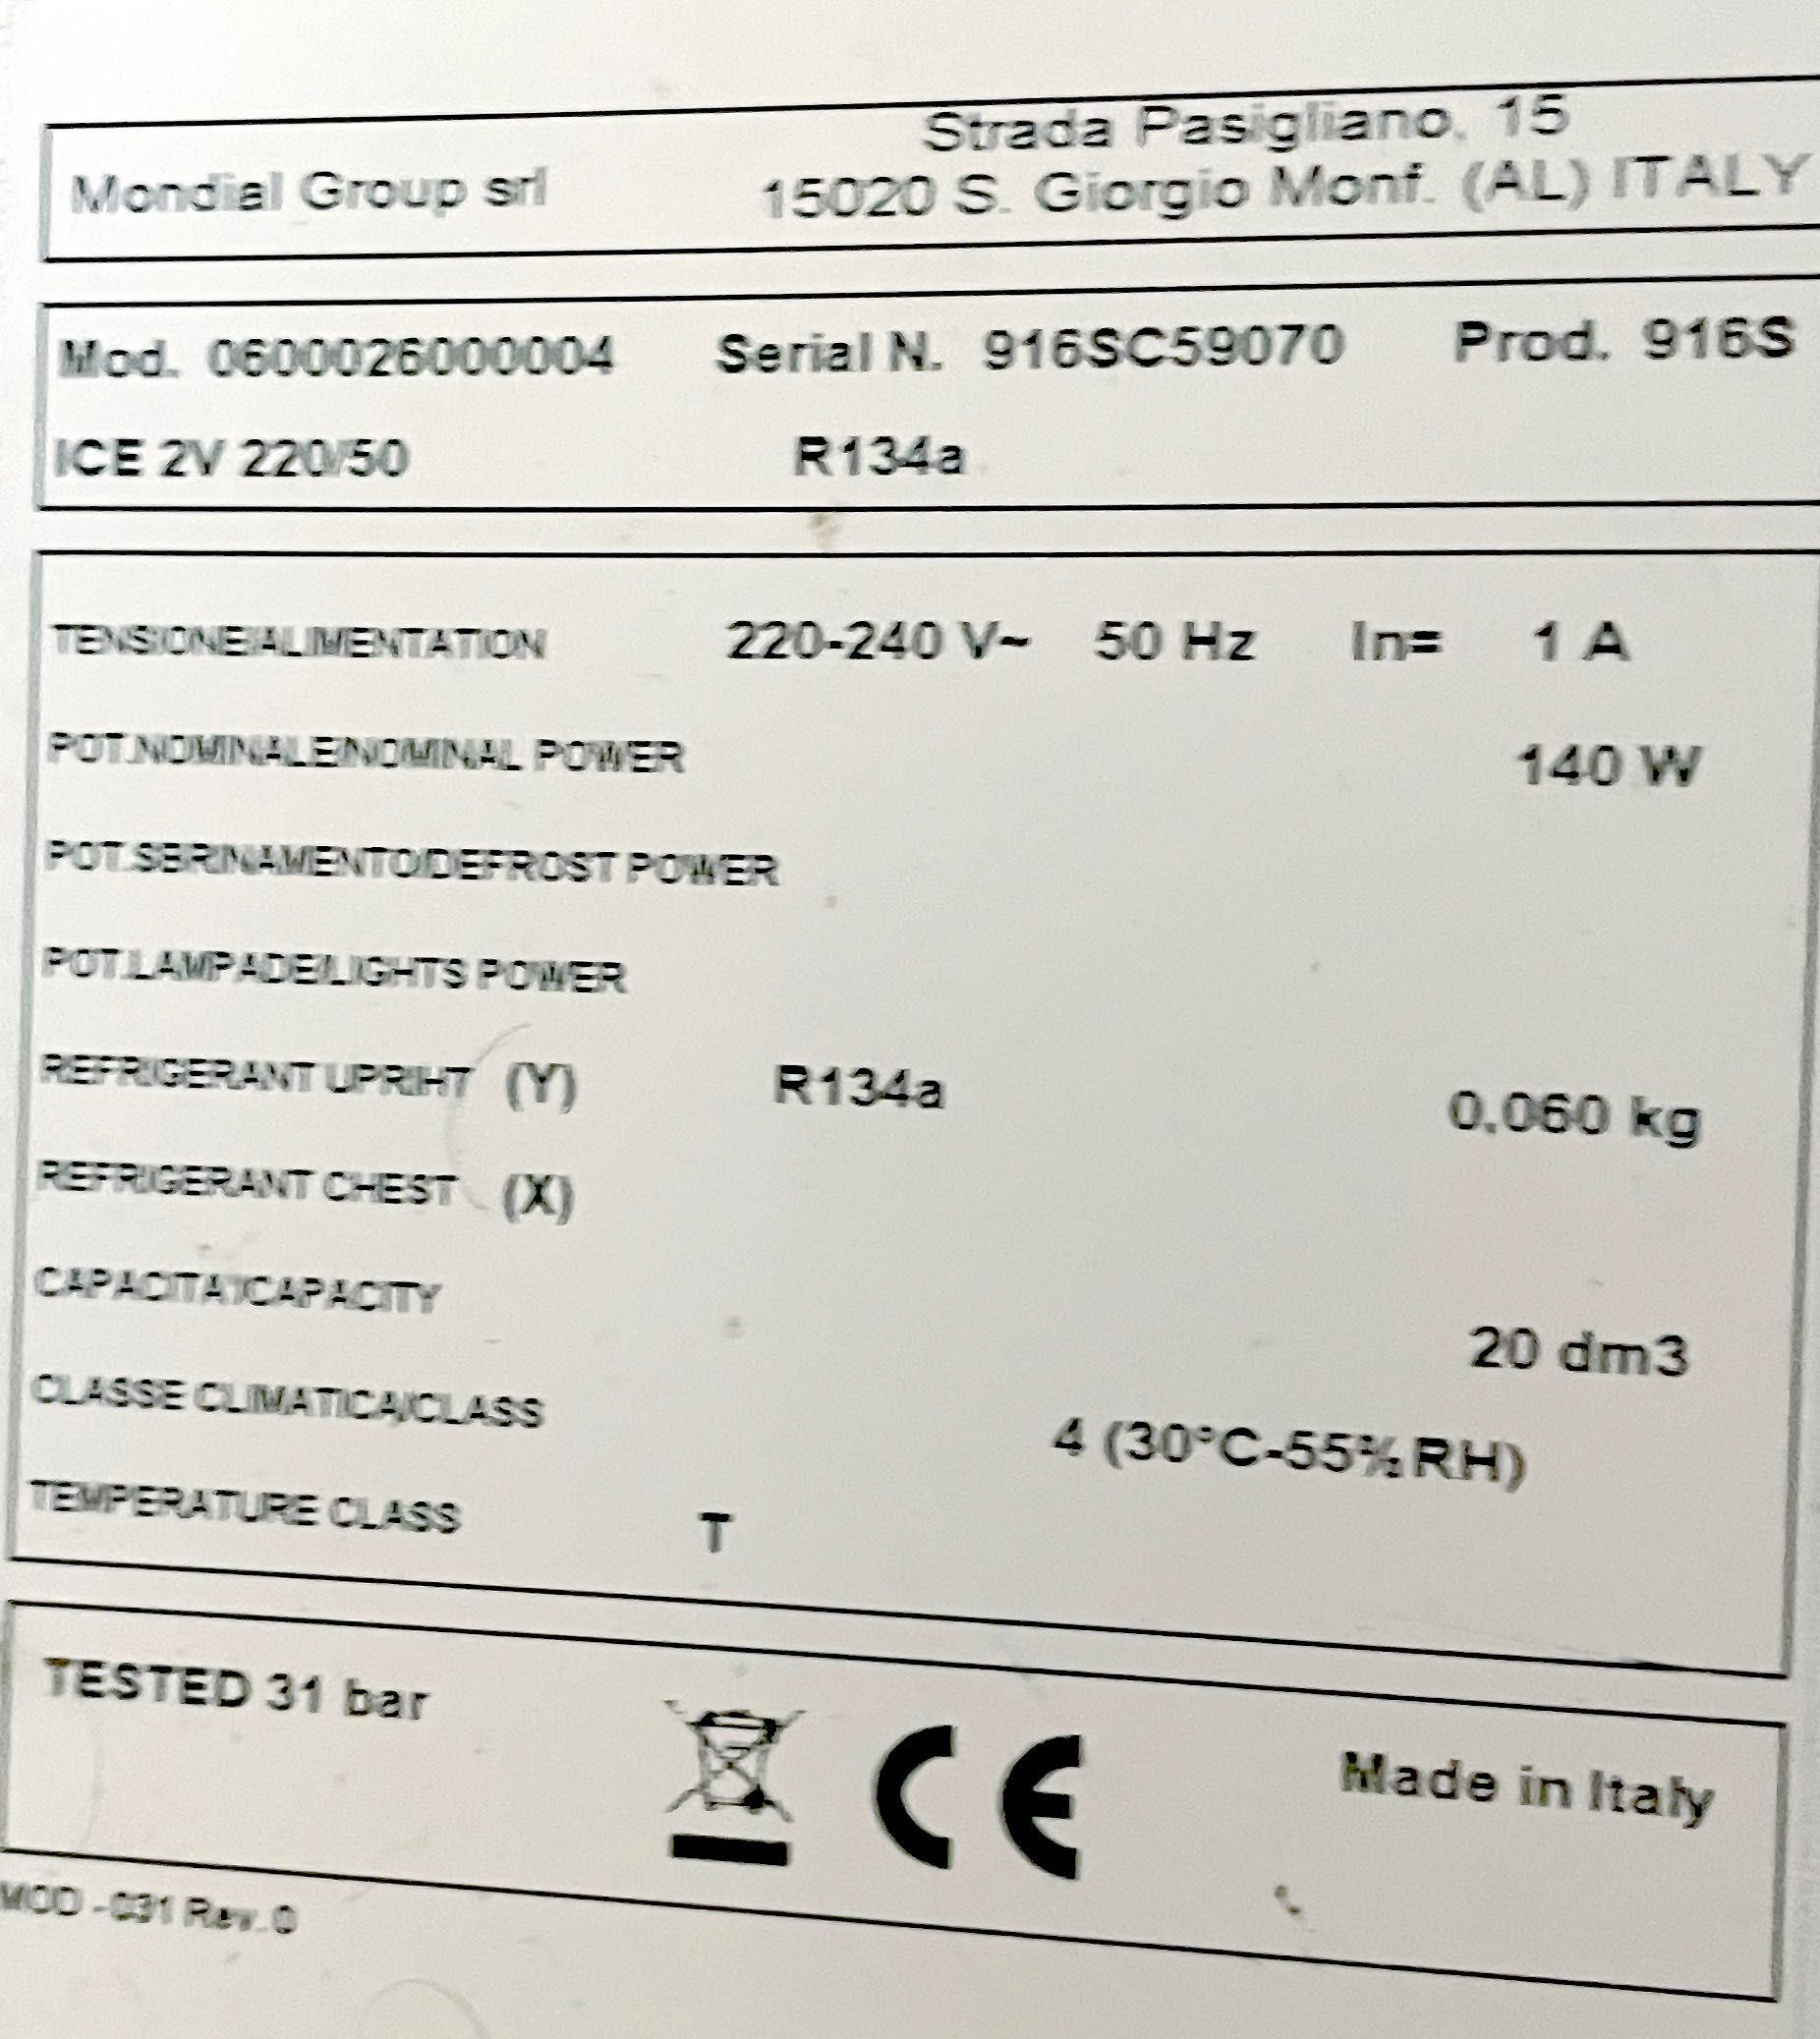 Strada Pasigliano, 15
Mondial Group srl 15020 S. Giorgio Monf. (AL) ITALY
Mod. 0600026000004 Serial N. 916SC59070 Prod. 916S
ICE 2V 220/50 R134a
TENSIONE/ALIMENTATION 220-240 V~ 50 Hz In= 1 A
POT.NOMINALE/NOMINAL POWER 140 W
POT.SBRINAMENTO/DEFROST POWER
POT.LAMPADE/LIGHTS POWER
REFRIGERANT UPRIHT (Y) R134a 0,060 kg
REFRIGERANT CHEST (X)
CAPACITA'/CAPACITY 20 dm3
CLASSE CLIMATICA/CLASS 4 (30°C-55% RH)
TEMPERATURE CLASS T
TESTED 31 bar
CE
Made in Italy
MOD -031 Rev. 0